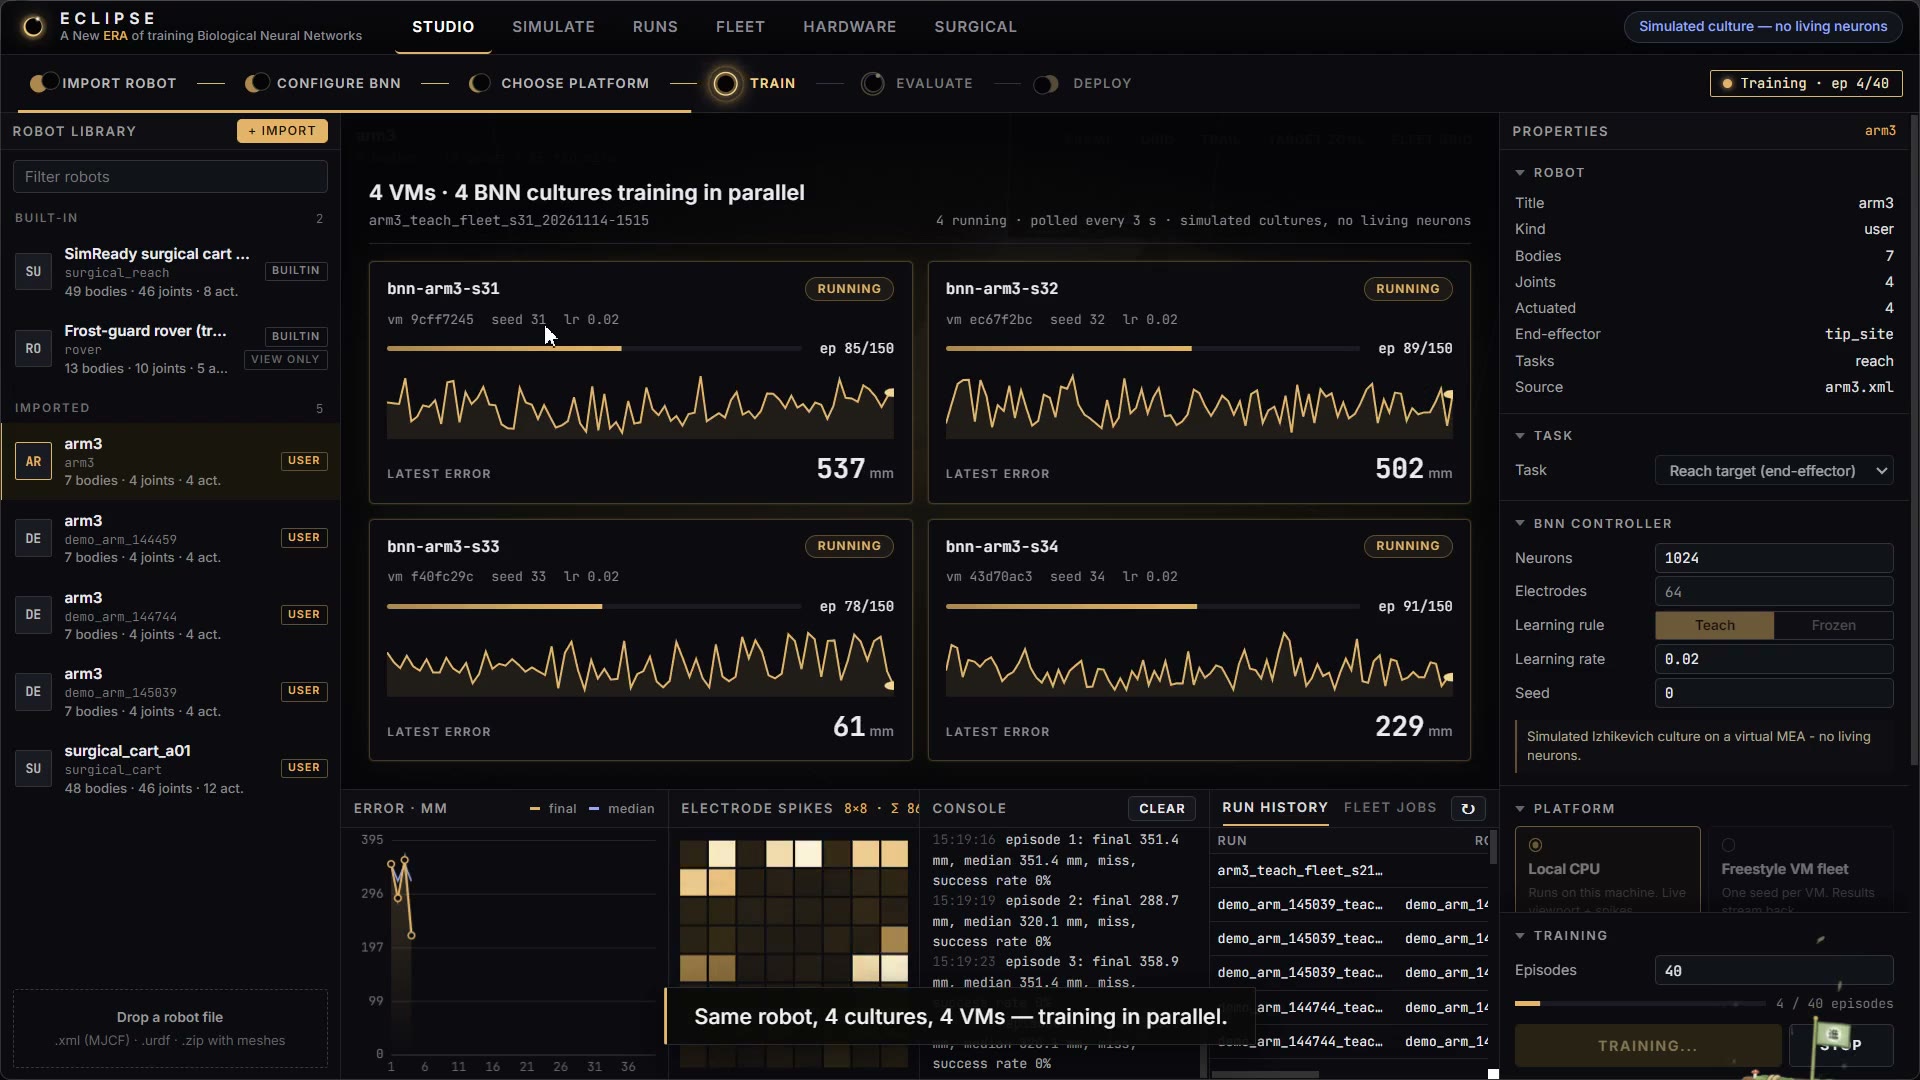 ECLIPSE
A New ERA of training Biological Neural Networks
STUDIO
SIMULATE
RUNS
FLEET
HARDWARE
SURGICAL
Simulated culture — no living neurons
IMPORT ROBOT
CONFIGURE BNN
CHOOSE PLATFORM
TRAIN
EVALUATE
DEPLOY
Training · ep 4/40
ROBOT LIBRARY
+ IMPORT
Filter robots
BUILT-IN 2
SU
SimReady surgical cart ...
surgical_reach
49 bodies · 46 joints · 8 act.
BUILTIN
RO
Frost-guard rover (tr...
rover
13 bodies · 10 joints · 5 a...
BUILTIN
VIEW ONLY
IMPORTED 5
AR
arm3
arm3
7 bodies · 4 joints · 4 act.
USER
DE
arm3
demo_arm_144459
7 bodies · 4 joints · 4 act.
USER
DE
arm3
demo_arm_144744
7 bodies · 4 joints · 4 act.
USER
DE
arm3
demo_arm_145039
7 bodies · 4 joints · 4 act.
USER
SU
surgical_cart_a01
surgical_cart
48 bodies · 46 joints · 12 act.
USER
Drop a robot file
.xml (MJCF) · .urdf · .zip with meshes
arm3
4 VMs · 4 BNN cultures training in parallel
arm3_teach_fleet_s31_20261114-1515
4 running · polled every 3 s · simulated cultures, no living neurons
bnn-arm3-s31
RUNNING
vm 9cff7245 seed 31 lr 0.02
ep 85/150
LATEST ERROR
537 mm
bnn-arm3-s32
RUNNING
vm ec67f2bc seed 32 lr 0.02
ep 89/150
LATEST ERROR
502 mm
bnn-arm3-s33
RUNNING
vm f40fc29c seed 33 lr 0.02
ep 78/150
LATEST ERROR
61 mm
bnn-arm3-s34
RUNNING
vm 43d70ac3 seed 34 lr 0.02
ep 91/150
LATEST ERROR
229 mm
ERROR · MM
final
median
395
296
197
99
0
1 6 11 16 21 26 31 36
ELECTRODE SPIKES 8×8 · Σ 86
CONSOLE
CLEAR
15:19:16 episode 1: final 351.4
mm, median 351.4 mm, miss,
success rate 0%
15:19:19 episode 2: final 288.7
mm, median 320.1 mm, miss,
success rate 0%
15:19:23 episode 3: final 358.9
mm, median 351.4 mm, miss,
success rate 0%
RUN HISTORY
FLEET JOBS
↻
RUN
arm3_teach_fleet_s21...
demo_arm_145039_teac... demo_arm_14
demo_arm_145039_teac... demo_arm_14
demo_arm_145039_teac... demo_arm_14
demo_arm_144744_teac... demo_arm_14
demo_arm_144744_teac... demo_arm_14
Same robot, 4 cultures, 4 VMs — training in parallel.
PROPERTIES
arm3
ROBOT
Title arm3
Kind user
Bodies 7
Joints 4
Actuated 4
End-effector tip_site
Tasks reach
Source arm3.xml
TASK
Task Reach target (end-effector)
BNN CONTROLLER
Neurons 1024
Electrodes 64
Learning rule Teach Frozen
Learning rate 0.02
Seed 0
Simulated Izhikevich culture on a virtual MEA - no living
neurons.
PLATFORM
Local CPU
Runs on this machine. Live
viewport + spikes
Freestyle VM fleet
One seed per VM. Results
stream back
TRAINING
Episodes 40
4 / 40 episodes
TRAINING...